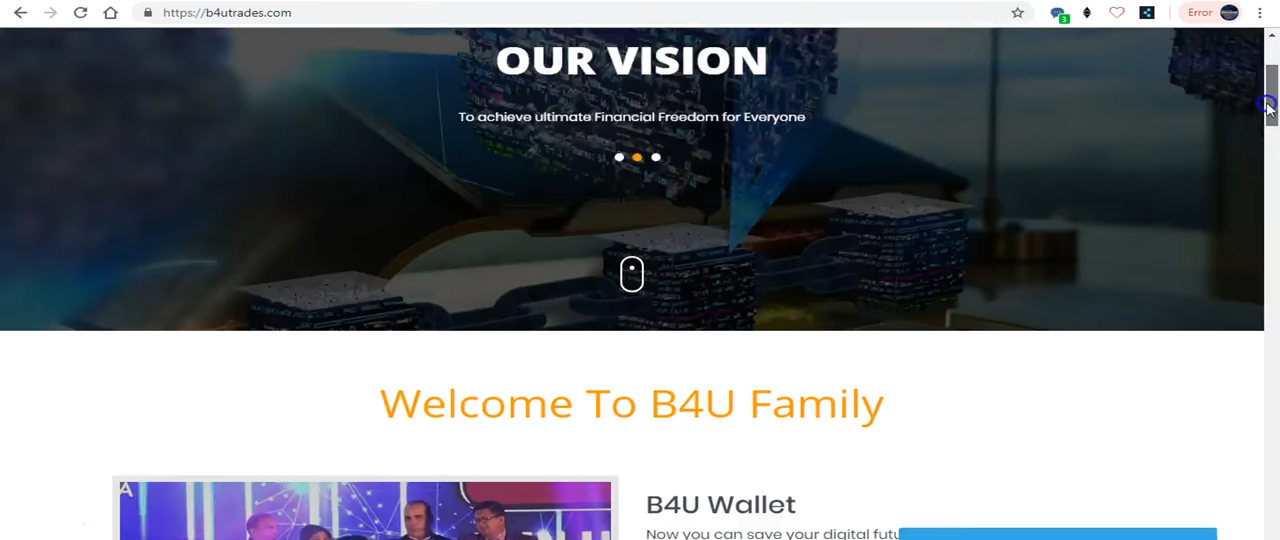 https://b4utrades.com
3
Error
OUR VISION
To achieve ultimate Financial Freedom for Everyone
Welcome To B4U Family
A
B4U Wallet
Now you can save your digital